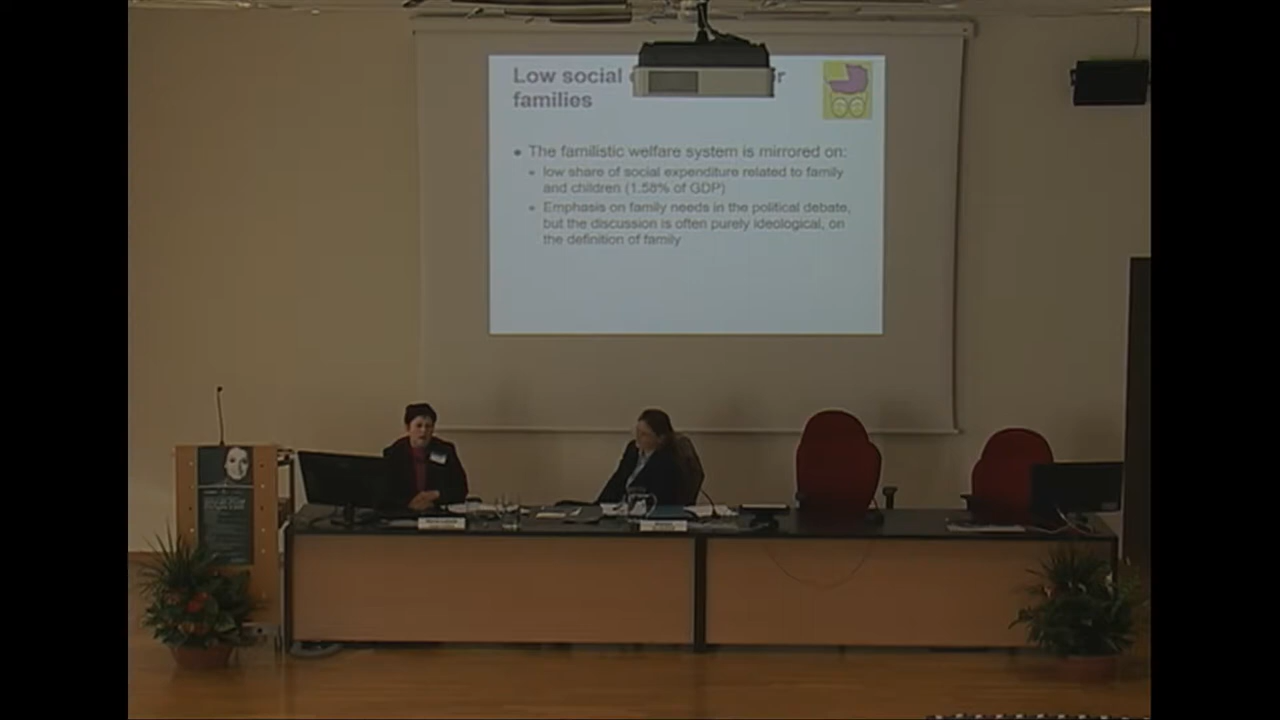 Low social r
families
• The familistic welfare system is mirrored on:
• low share of social expenditure related to family
and children (1.58% of GDP)
• Emphasis on family needs in the political debate,
but the discussion is often purely ideological, on
the definition of family